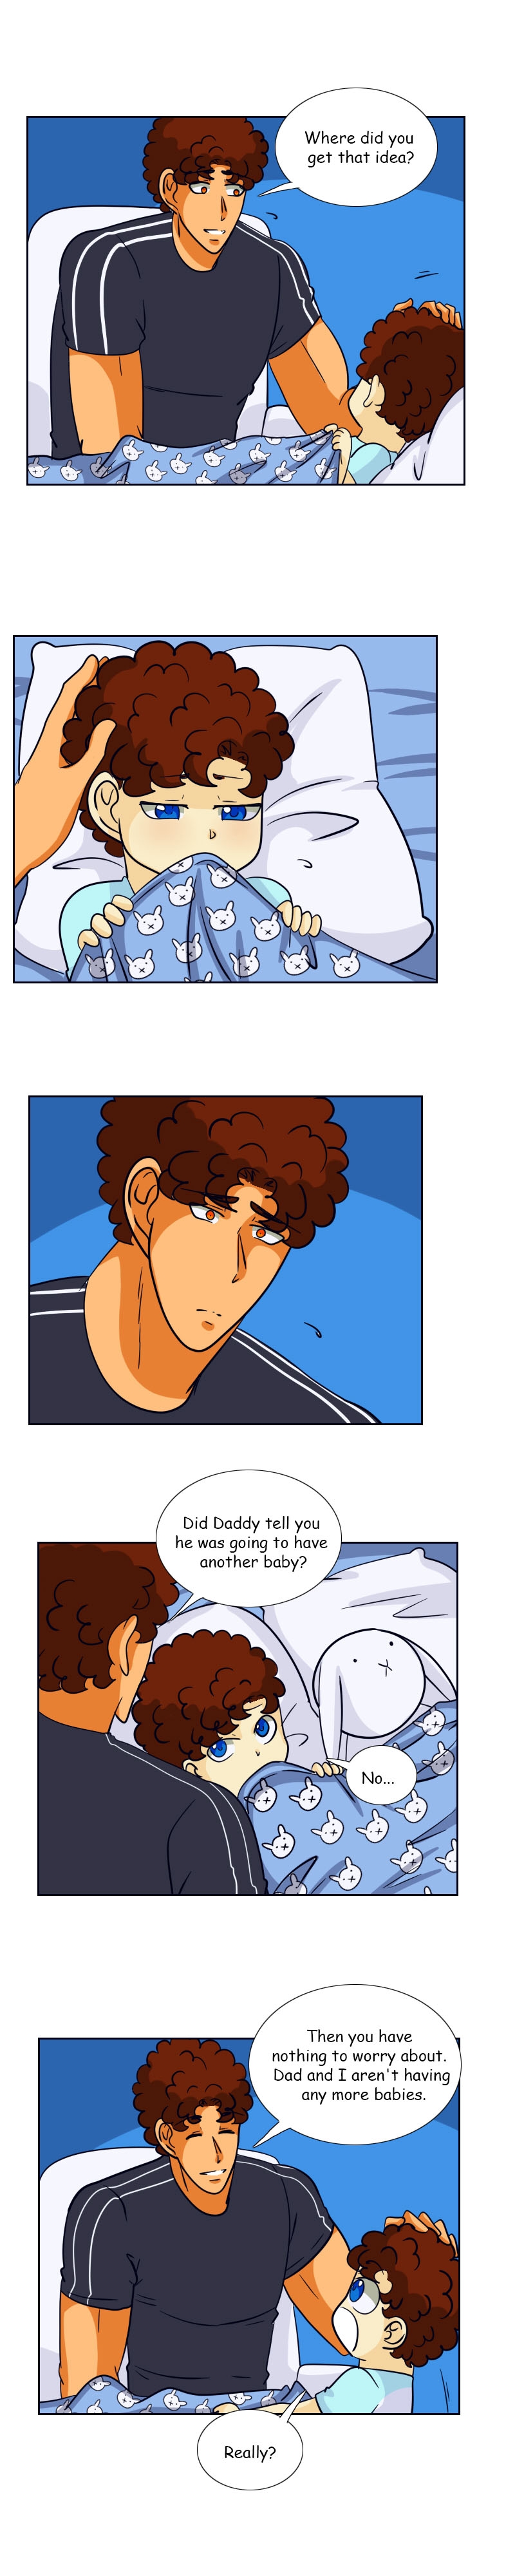 Where did you
get that idea?
Did Daddy tell you
he was going to have
another baby?
No...
Then you have
nothing to worry about.
Dad and I aren't having
any more babies.
Really?